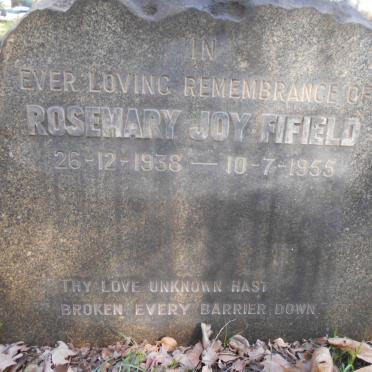 IN
EVER LOVING REMEMBRANCE OF
ROSEMARY JOY FIFIELD
26-12-1938 — 10-7-1955
THY LOVE UNKNOWN HAST
BROKEN EVERY BARRIER DOWN.